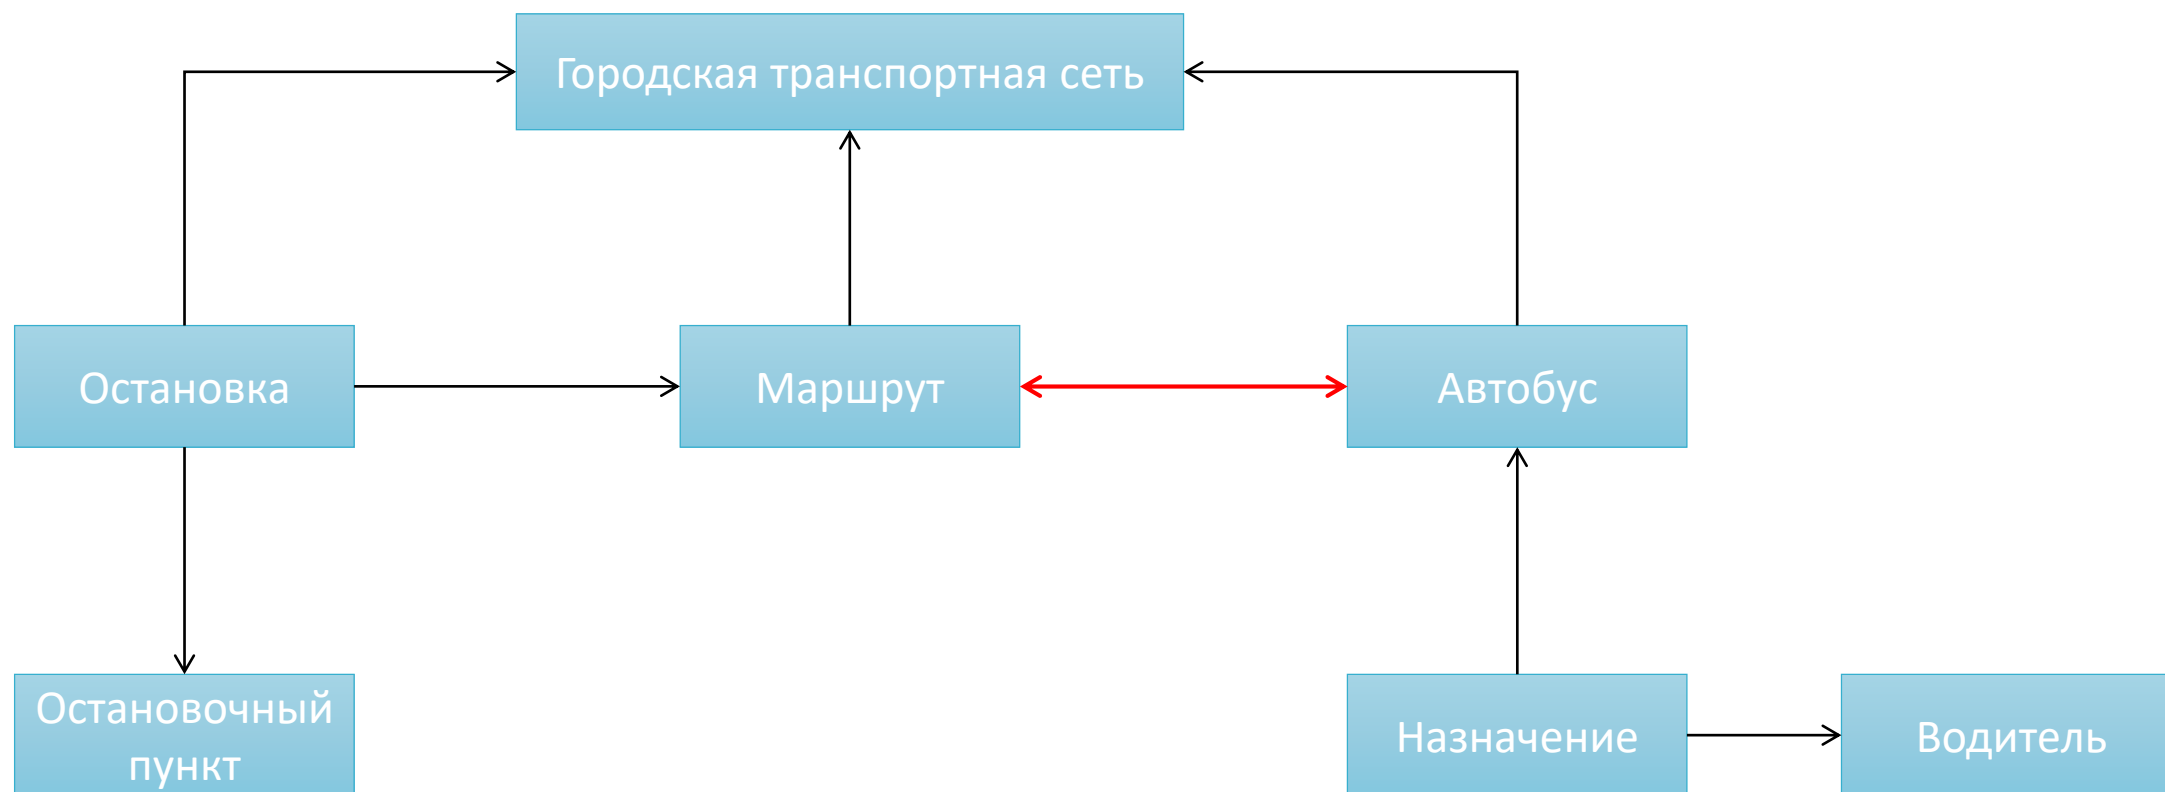 Городская транспортная сеть
Остановка
Маршрут
Автобус
Остановочный
пункт
Назначение
Водитель